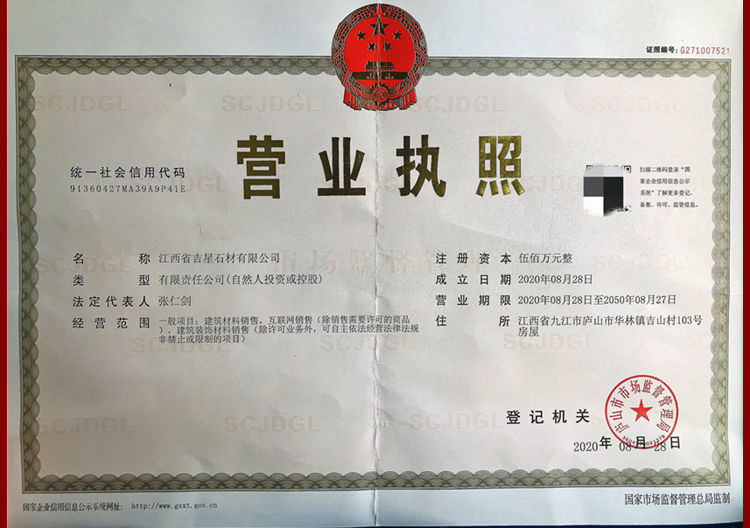 证照编号：G271007521
SCJDGL
SCJDGL
SCJDGL
营业执照
统一社会信用代码
91360427MA39A9P41E
扫描二维码登录“国
家企业信用信息公示
系统”了解更多登记、
备案、许可、监管信息。
名称 江西省吉星石材有限公司
类型 有限责任公司(自然人投资或控股)
法定代表人 张仁剑
经营范围 一般项目：建筑材料销售，互联网销售（除销售需要许可的商品
），建筑装饰材料销售（除许可业务外，可自主依法经营法律法规
非禁止或限制的项目）
注册资本 伍佰万元整
成立日期 2020年08月28日
营业期限 2020年08月28日至2050年08月27日
住所 江西省九江市庐山市华林镇吉山村103号
房屋
市场监督管理
SCJDGL
SCJDGL
SCJDGL
登记机关
庐山市市场监督管理局
2020年08月28日
国家企业信用信息公示系统网址：http://www.gsxt.gov.cn
国家市场监督管理总局监制